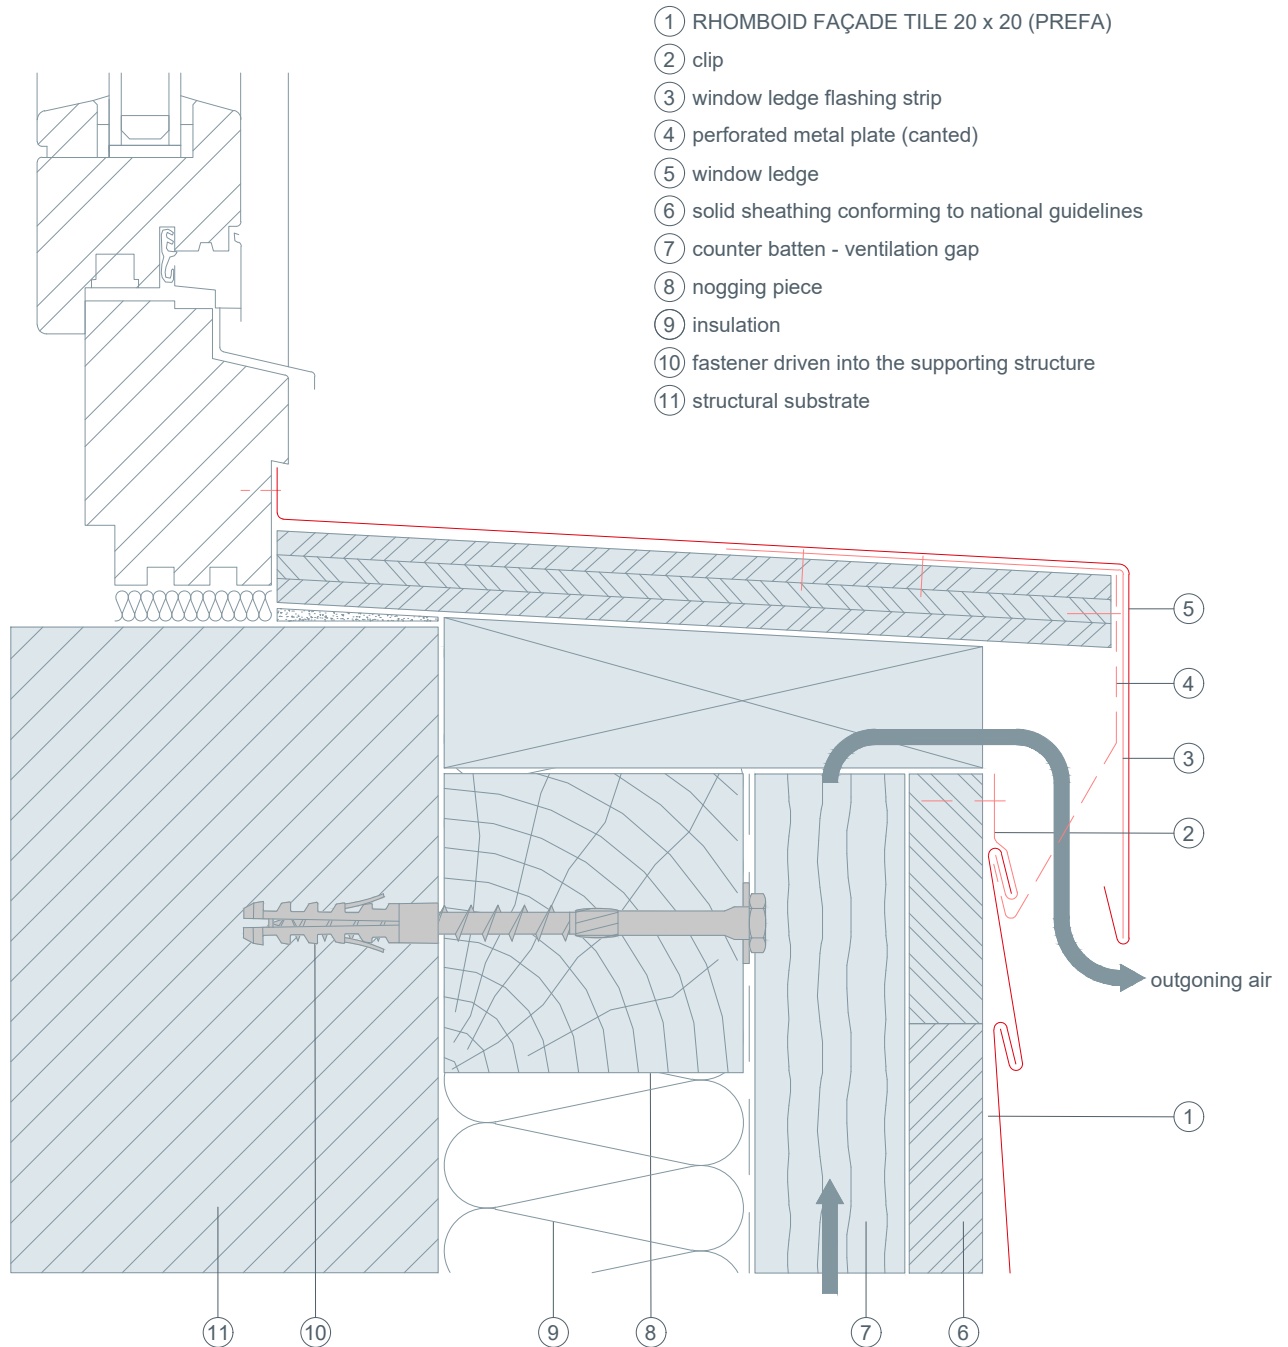 1 RHOMBOID FAÇADE TILE 20 x 20 (PREFA)
2 clip
3 window ledge flashing strip
4 perforated metal plate (canted)
5 window ledge
6 solid sheathing conforming to national guidelines
7 counter batten - ventilation gap
8 nogging piece
9 insulation
10 fastener driven into the supporting structure
11 structural substrate
5
4
3
2
outgoning air
1
11 10 9 8 7 6